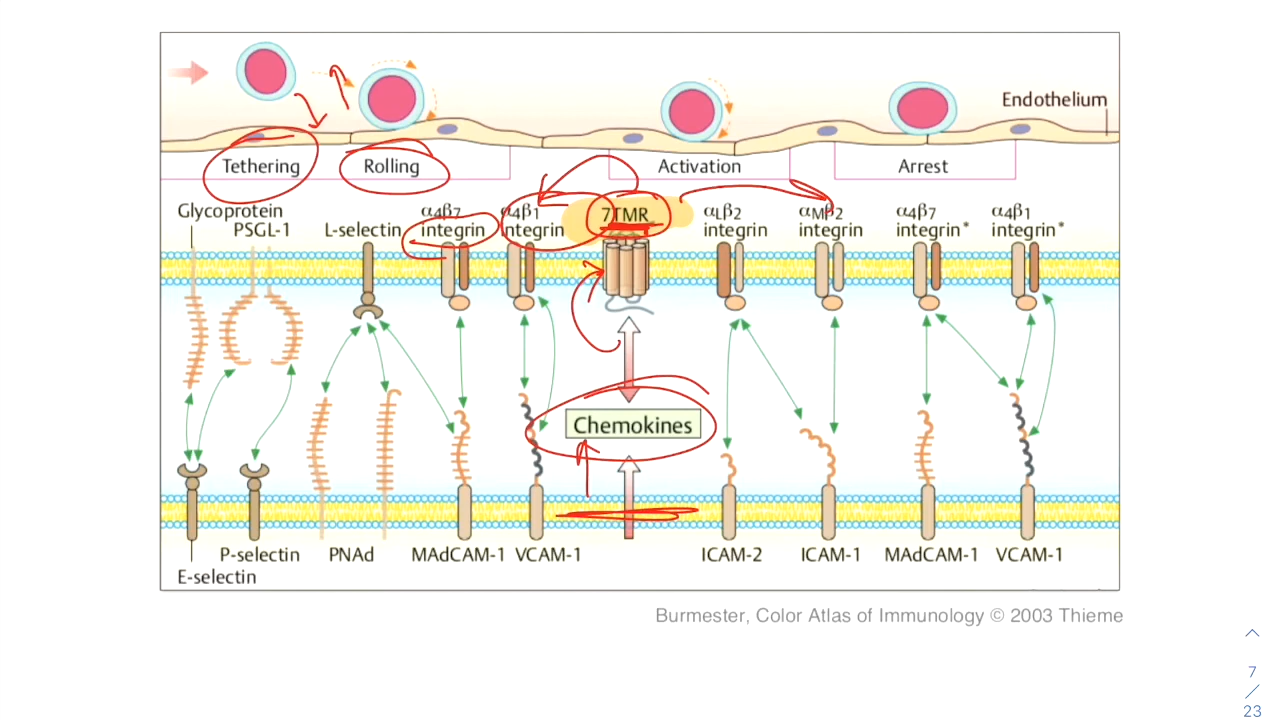 Endothelium
Tethering
Rolling
Activation
Arrest
Glycoprotein
PSGL-1
L-selectin
α4β7
integrin
α4β1
integrin
7TMR
αLβ2
integrin
αMβ2
integrin
α4β7
integrin*
α4β1
integrin*
Chemokines
P-selectin
E-selectin
PNAd
MAdCAM-1
VCAM-1
ICAM-2
ICAM-1
MAdCAM-1
VCAM-1
Burmester, Color Atlas of Immunology © 2003 Thieme
7
/
23